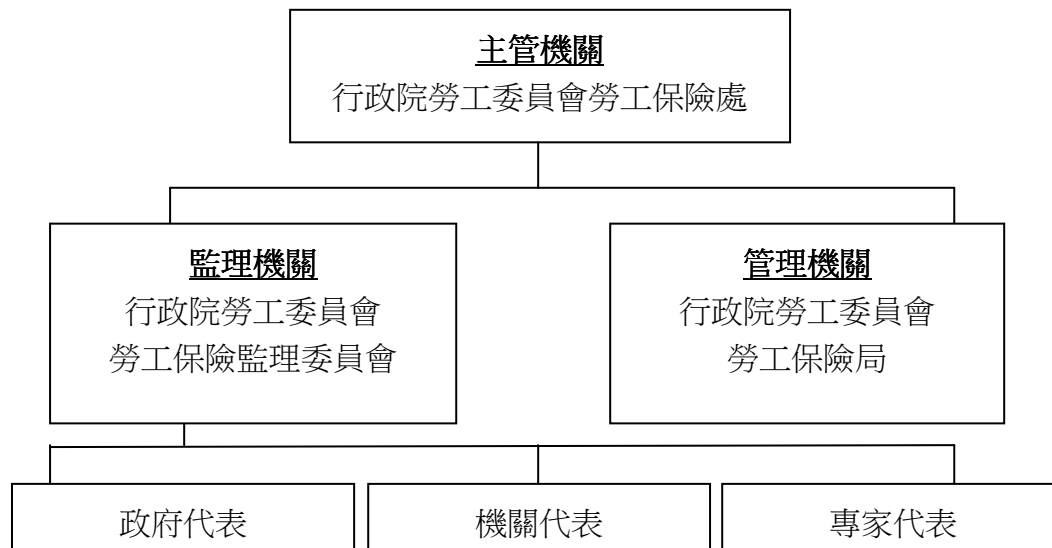 主管機關
行政院勞工委員會勞工保險處
監理機關
行政院勞工委員會
勞工保險監理委員會
管理機關
行政院勞工委員會
勞工保險局
政府代表
機關代表
專家代表